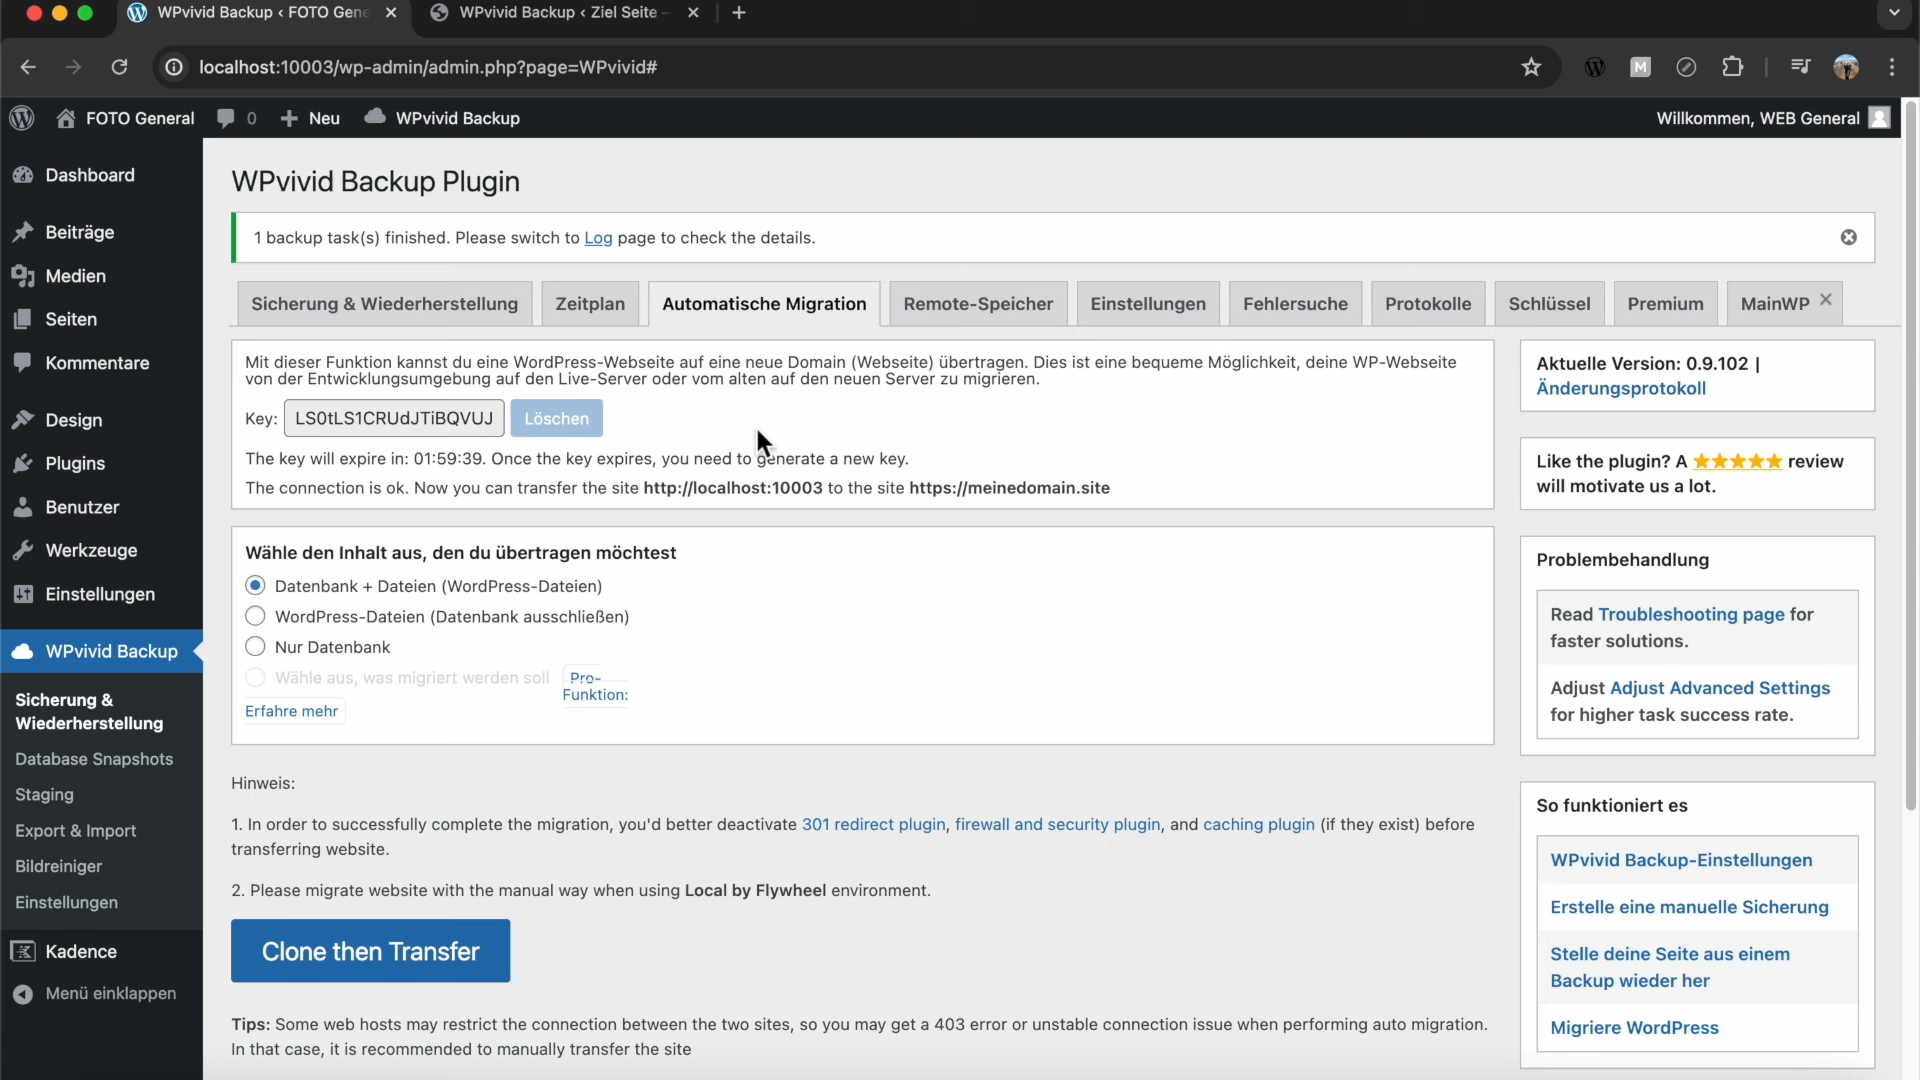 WPvivid Backup ‹ FOTO Gene
WPvivid Backup ‹ Ziel Seite –
localhost:10003/wp-admin/admin.php?page=WPvivid#
FOTO General
0
Neu
WPvivid Backup
Willkommen, WEB General
Dashboard
Beiträge
Medien
Seiten
Kommentare
Design
Plugins
Benutzer
Werkzeuge
Einstellungen
WPvivid Backup
Sicherung &
Wiederherstellung
Database Snapshots
Staging
Export & Import
Bildreiniger
Einstellungen
Kadence
Menü einklappen
WPvivid Backup Plugin
1 backup task(s) finished. Please switch to Log page to check the details.
Sicherung & Wiederherstellung
Zeitplan
Automatische Migration
Remote-Speicher
Einstellungen
Fehlersuche
Protokolle
Schlüssel
Premium
MainWP
Mit dieser Funktion kannst du eine WordPress-Webseite auf eine neue Domain (Webseite) übertragen. Dies ist eine bequeme Möglichkeit, deine WP-Webseite
von der Entwicklungsumgebung auf den Live-Server oder vom alten auf den neuen Server zu migrieren.
Key: LS0tLS1CRUdJTiBQVUJ Löschen
The key will expire in: 01:59:39. Once the key expires, you need to generate a new key.
The connection is ok. Now you can transfer the site http://localhost:10003 to the site https://meinedomain.site
Wähle den Inhalt aus, den du übertragen möchtest
Datenbank + Dateien (WordPress-Dateien)
WordPress-Dateien (Datenbank ausschließen)
Nur Datenbank
Wähle aus, was migriert werden soll
Pro-
Funktion:
Erfahre mehr
Hinweis:
1. In order to successfully complete the migration, you'd better deactivate 301 redirect plugin, firewall and security plugin, and caching plugin (if they exist) before
transferring website.
2. Please migrate website with the manual way when using Local by Flywheel environment.
Clone then Transfer
Tips: Some web hosts may restrict the connection between the two sites, so you may get a 403 error or unstable connection issue when performing auto migration.
In that case, it is recommended to manually transfer the site
Aktuelle Version: 0.9.102 |
Änderungsprotokoll
Like the plugin? A ★★★★★ review
will motivate us a lot.
Problembehandlung
Read Troubleshooting page for
faster solutions.
Adjust Adjust Advanced Settings
for higher task success rate.
So funktioniert es
WPvivid Backup-Einstellungen
Erstelle eine manuelle Sicherung
Stelle deine Seite aus einem
Backup wieder her
Migriere WordPress